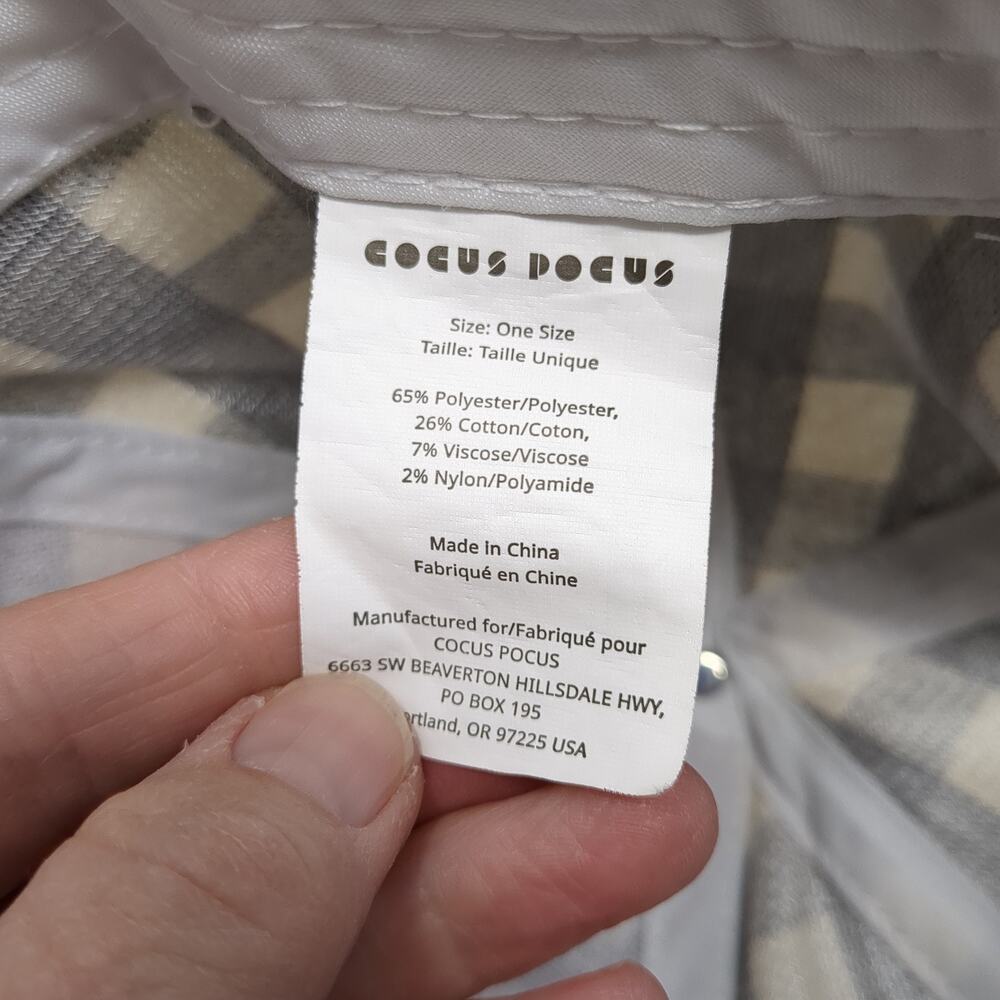 COCUS POCUS
Size: One Size
Taille: Taille Unique
65% Polyester/Polyester,
26% Cotton/Coton,
7% Viscose/Viscose
2% Nylon/Polyamide
Made in China
Fabriqué en Chine
Manufactured for/Fabriqué pour
COCUS POCUS
6663 SW BEAVERTON HILLSDALE HWY,
PO BOX 195
ortland, OR 97225 USA